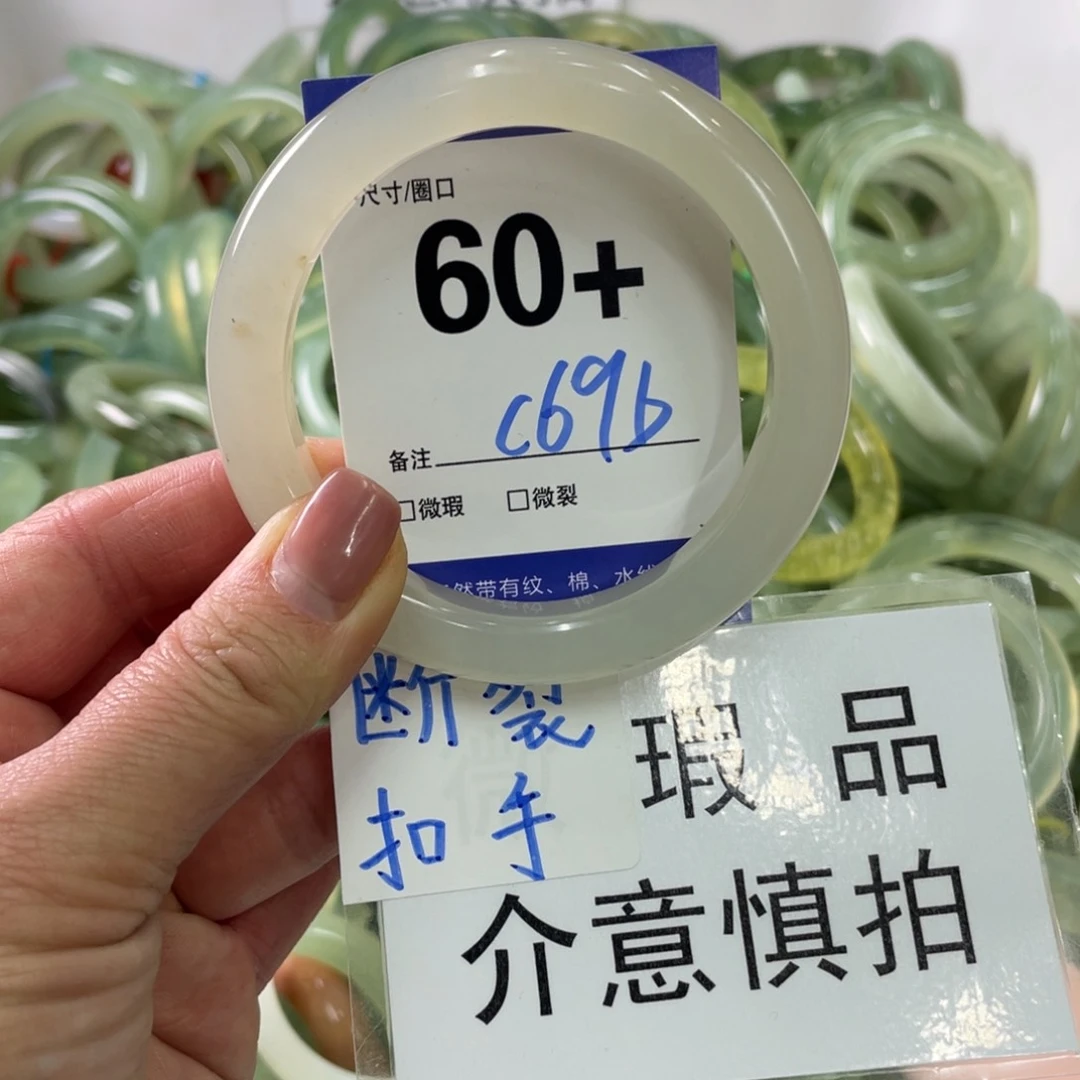 尺寸/圈口
60+
c69b
备注
□微瑕 □微裂
然带有纹、棉、水线
断裂
扣手
瑕品
介意慎拍